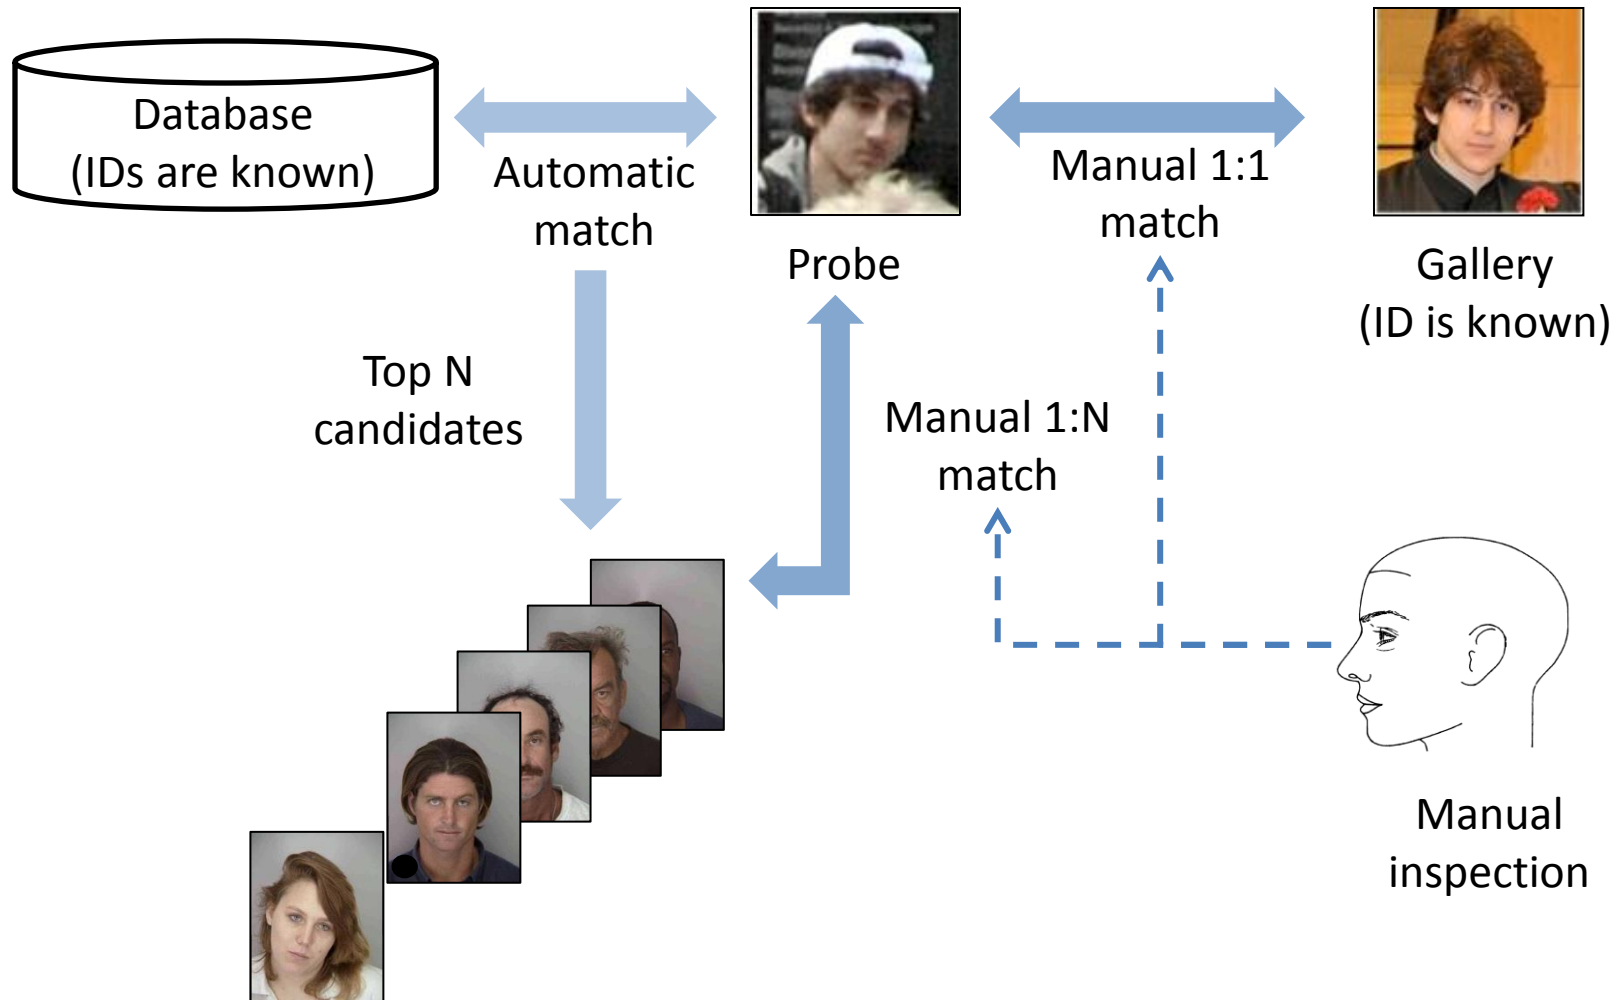 Database
(IDs are known)
Automatic
match
Probe
Manual 1:1
match
Gallery
(ID is known)
Top N
candidates
Manual 1:N
match
Manual
inspection